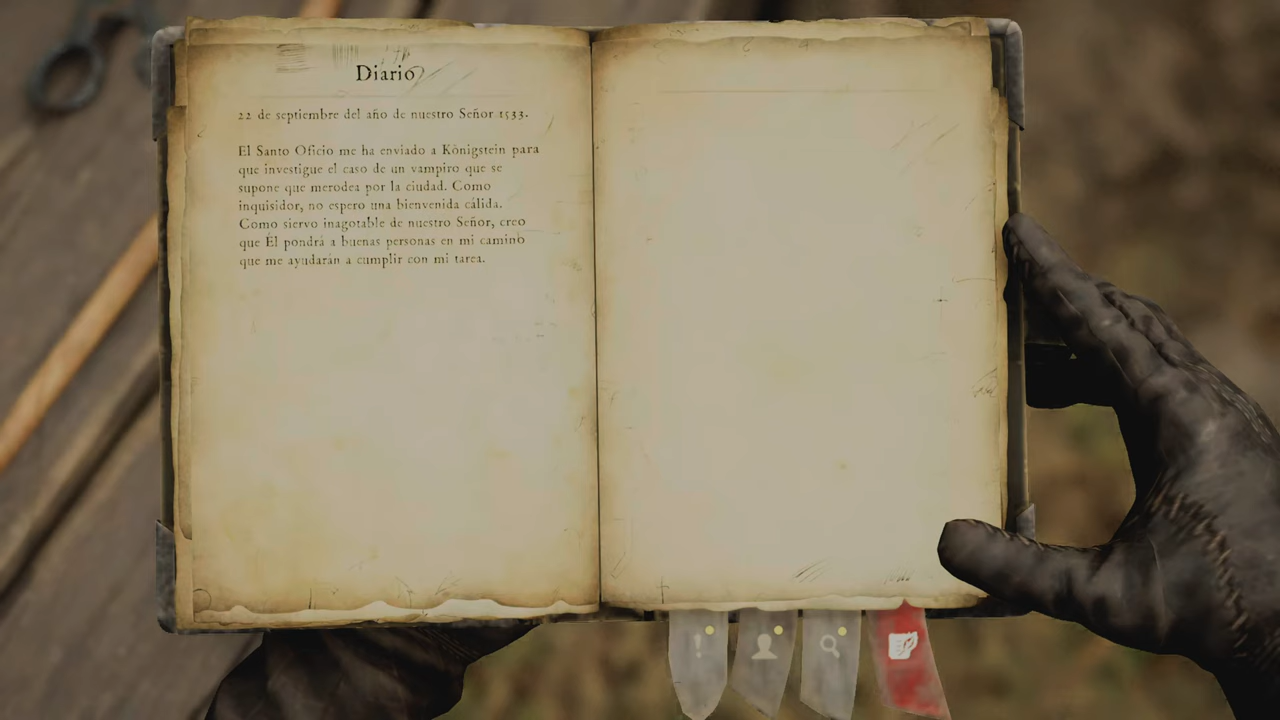 Diario
22 de septiembre del año de nuestro Señor 1533.
El Santo Oficio me ha enviado a Königstein para
que investigue el caso de un vampiro que se
supone que merodea por la ciudad. Como
inquisidor, no espero una bienvenida cálida.
Como siervo inagotable de nuestro Señor, creo
que Él pondrá a buenas personas en mi camino
que me ayudarán a cumplir con mi tarea.